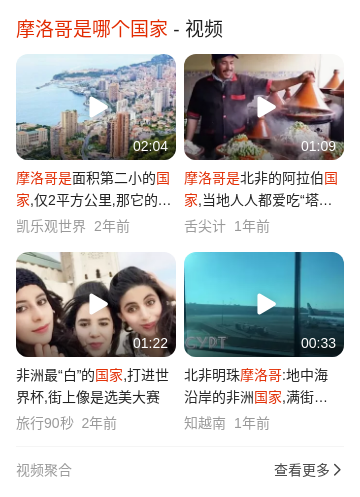 摩洛哥是哪个国家 - 视频
02:04
01:09
摩洛哥是面积第二小的国
家,仅2平方公里,那它的…
凯乐观世界 2年前
摩洛哥是北非的阿拉伯国
家,当地人人都爱吃“塔…
舌尖计 1年前
01:22
00:33
非洲最“白”的国家,打进世
界杯,街上像是选美大赛
旅行90秒 2年前
北非明珠摩洛哥:地中海
沿岸的非洲国家,满街…
知越南 1年前
视频聚合
查看更多